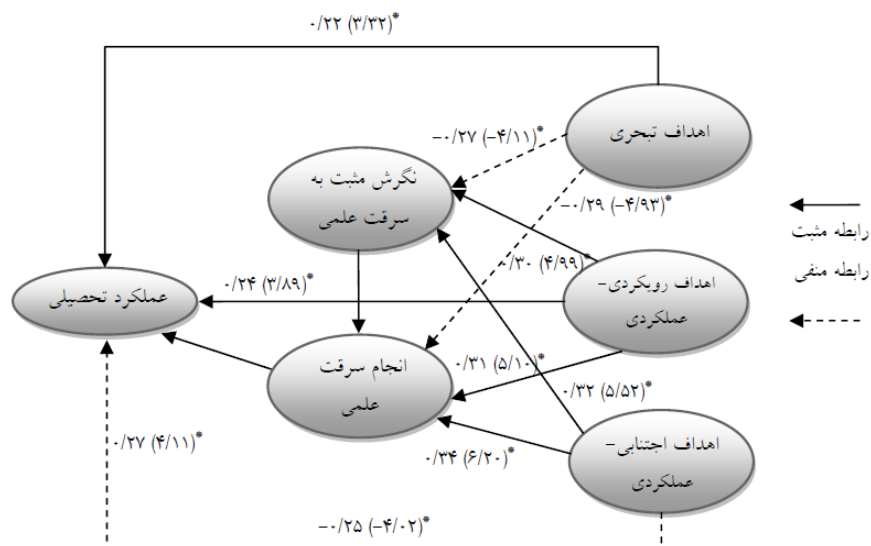 ۰/۲۲ (۳/۳۲)*
اهداف تبحری
−۰/۲۷ (−۴/۱۱)*
نگرش مثبت به
سرقت علمی
−۰/۲۹ (−۴/۹۳)*
رابطه مثبت
رابطه منفی
۰/۳۰ (۴/۹۹)*
اهداف رویکردی-
عملکردی
۰/۲۴ (۳/۸۹)*
عملکرد تحصیلی
انجام سرقت
علمی
۰/۳۱ (۵/۱۰)*
۰/۳۲ (۵/۵۲)*
اهداف اجتنابی-
عملکردی
۰/۳۴ (۶/۲۰)*
۰/۲۷ (۴/۱۱)*
−۰/۲۵ (−۴/۰۲)*